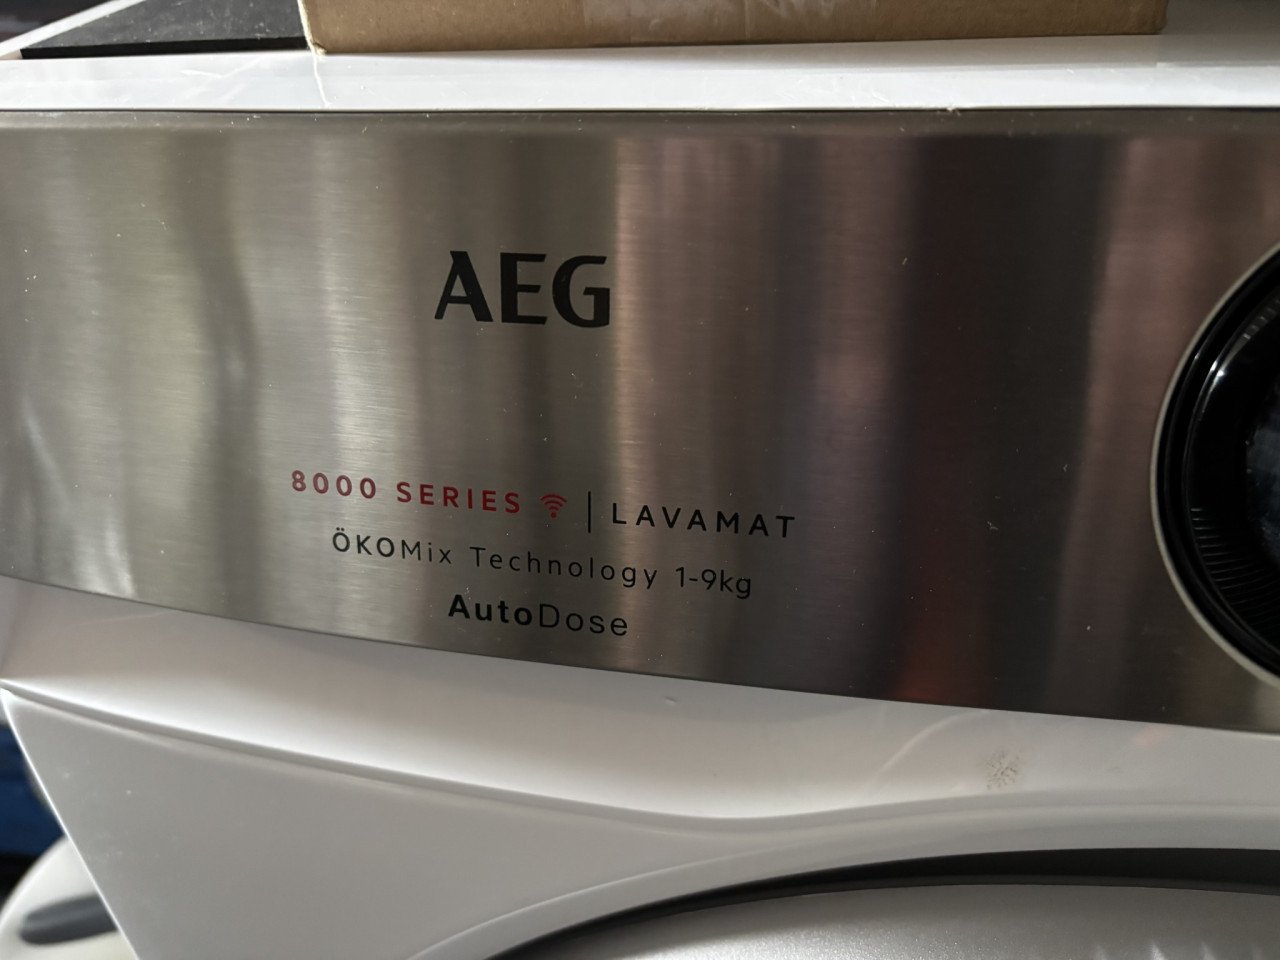 AEG
8000 SERIES | LAVAMAT
ÖKOMix Technology 1-9kg
AutoDose